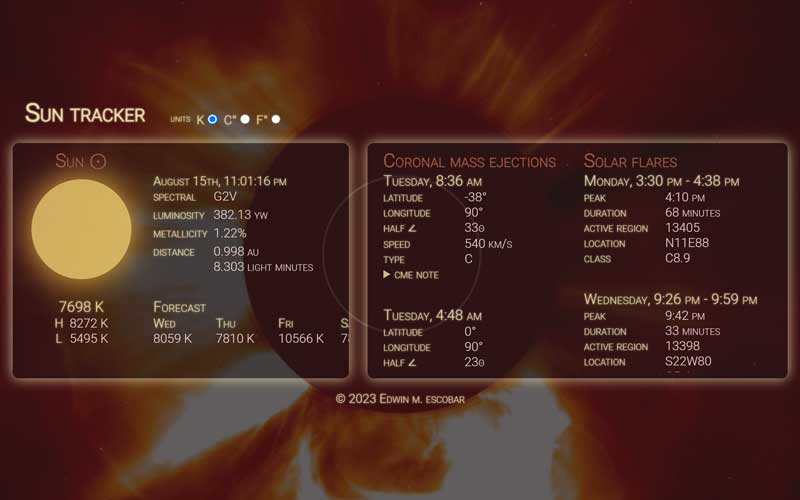 Sun tracker
units K C° F°
Sun ☉
August 15th, 11:01:16 pm
spectral G2V
luminosity 382.13 yw
metallicity 1.22%
distance 0.998 au
8.303 light minutes
7698 K
H 8272 K
L 5495 K
Forecast
Wed Thu Fri
8059 K 7810 K 10566 K
Coronal mass ejections
Tuesday, 8:36 am
latitude -38°
longitude 90°
half ∠ 33θ
speed 540 km/s
type C
▶ cme note
Tuesday, 4:48 am
latitude 0°
longitude 90°
half ∠ 23θ
Solar flares
Monday, 3:30 pm - 4:38 pm
peak 4:10 pm
duration 68 minutes
active region 13405
location N11E88
class C8.9
Wednesday, 9:26 pm - 9:59 pm
peak 9:42 pm
duration 33 minutes
active region 13398
location S22W80
© 2023 Edwin m. escobar